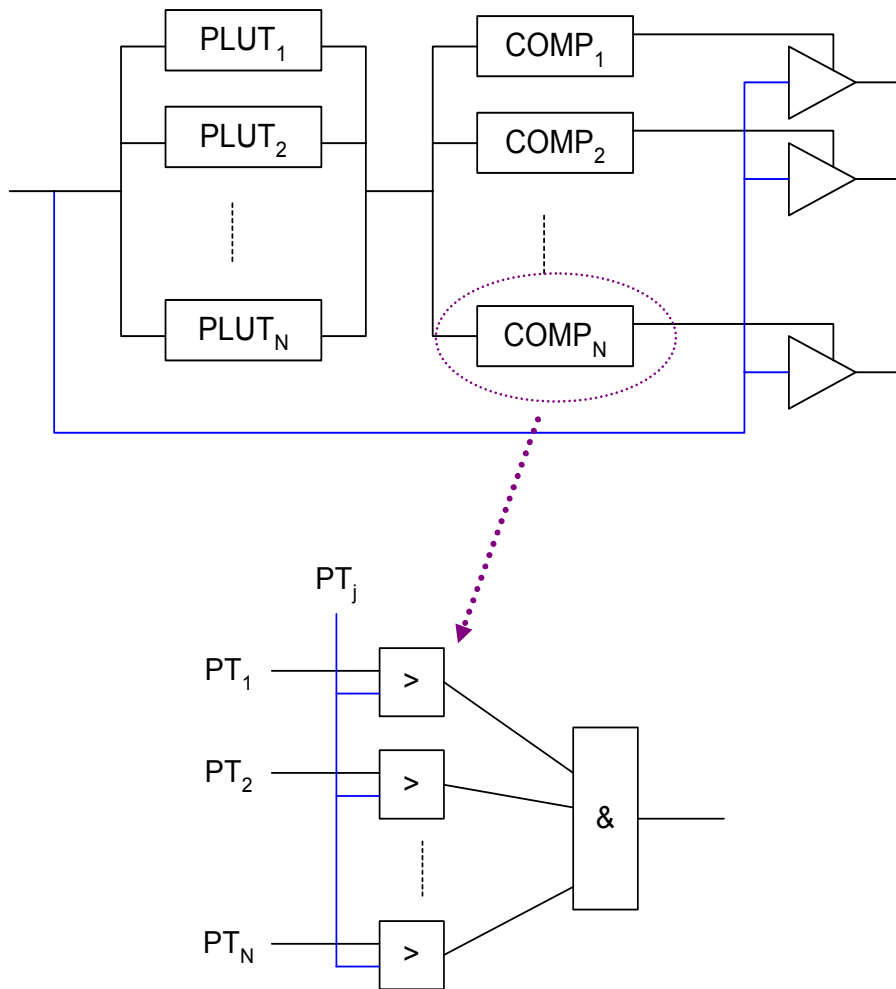 PLUT1
COMP1
PLUT2
COMP2
PLUTN
COMPN
PTj
PT1
>
PT2
>
&
PTN
>